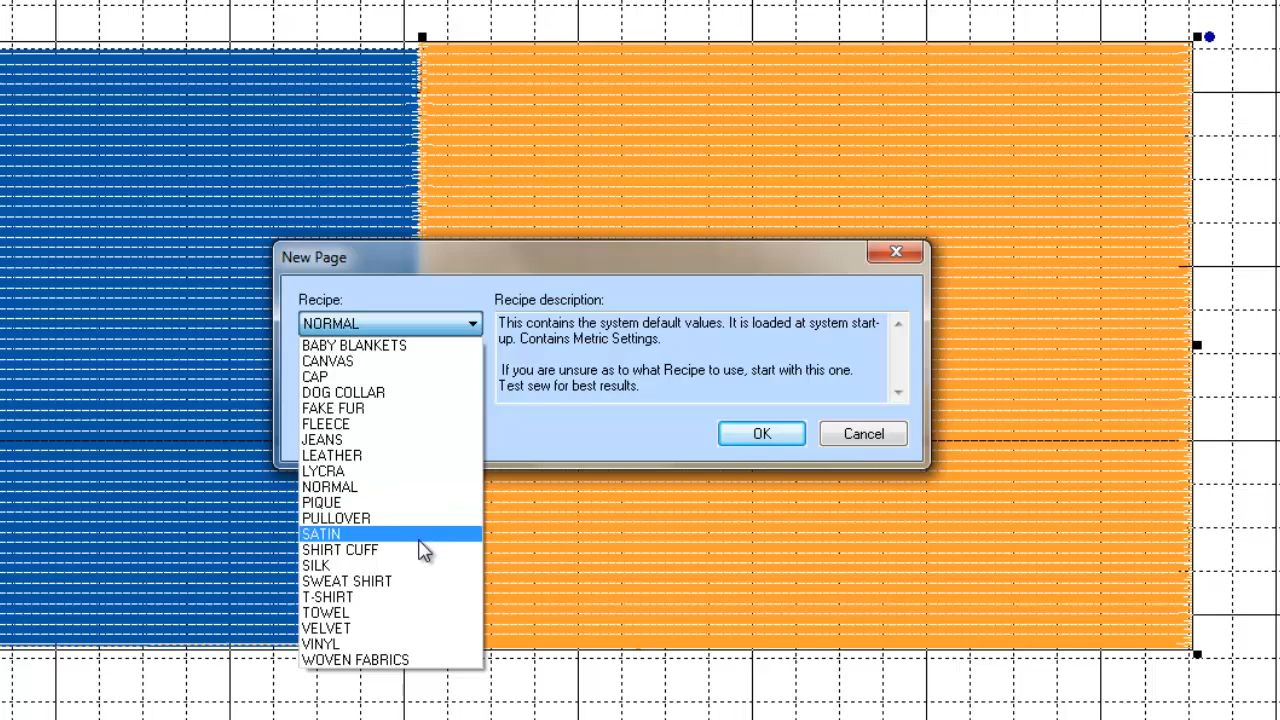 New Page
Recipe:
NORMAL
BABY BLANKETS
CANVAS
CAP
DOG COLLAR
FAKE FUR
FLEECE
JEANS
LEATHER
LYCRA
NORMAL
PIQUE
PULLOVER
SATIN
SHIRT CUFF
SILK
SWEAT SHIRT
T-SHIRT
TOWEL
VELVET
VINYL
WOVEN FABRICS
Recipe description:
This contains the system default values. It is loaded at system start-
up. Contains Metric Settings.
If you are unsure as to what Recipe to use, start with this one.
Test sew for best results.
OK
Cancel